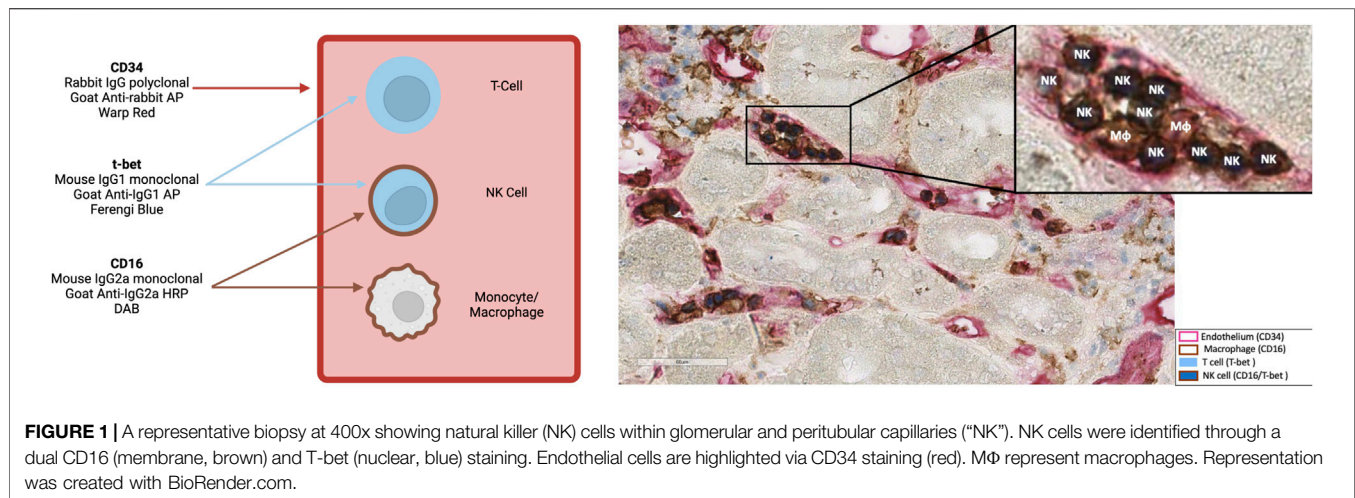 CD34
Rabbit IgG polyclonal
Goat Anti-rabbit AP
Warp Red
t-bet
Mouse IgG1 monoclonal
Goat Anti-IgG1 AP
Ferengi Blue
CD16
Mouse IgG2a monoclonal
Goat Anti-IgG2a HRP
DAB
T-Cell
NK Cell
Monocyte/
Macrophage
NK
NK
NK
NK
NK
NK
MΦ
MΦ
NK
NK
NK
NK
Endothelium (CD34)
Macrophage (CD16)
T cell (T-bet )
NK cell (CD16/T-bet )
FIGURE 1 | A representative biopsy at 400x showing natural killer (NK) cells within glomerular and peritubular capillaries (“NK”). NK cells were identified through a
dual CD16 (membrane, brown) and T-bet (nuclear, blue) staining. Endothelial cells are highlighted via CD34 staining (red). MΦ represent macrophages. Representation
was created with BioRender.com.